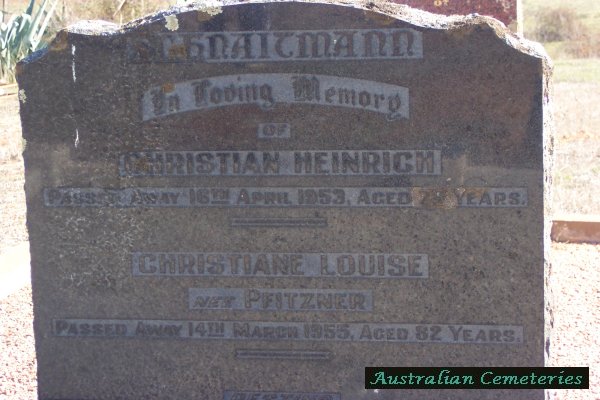 SCHNAITMANN
In Loving Memory
OF
CHRISTIAN HEINRICH
PASSED AWAY 16TH APRIL 1953, AGED YEARS.
CHRISTIANE LOUISE
NEE PFITZNER
PASSED AWAY 14TH MARCH 1955, AGED 82 YEARS.
Australian Cemeteries